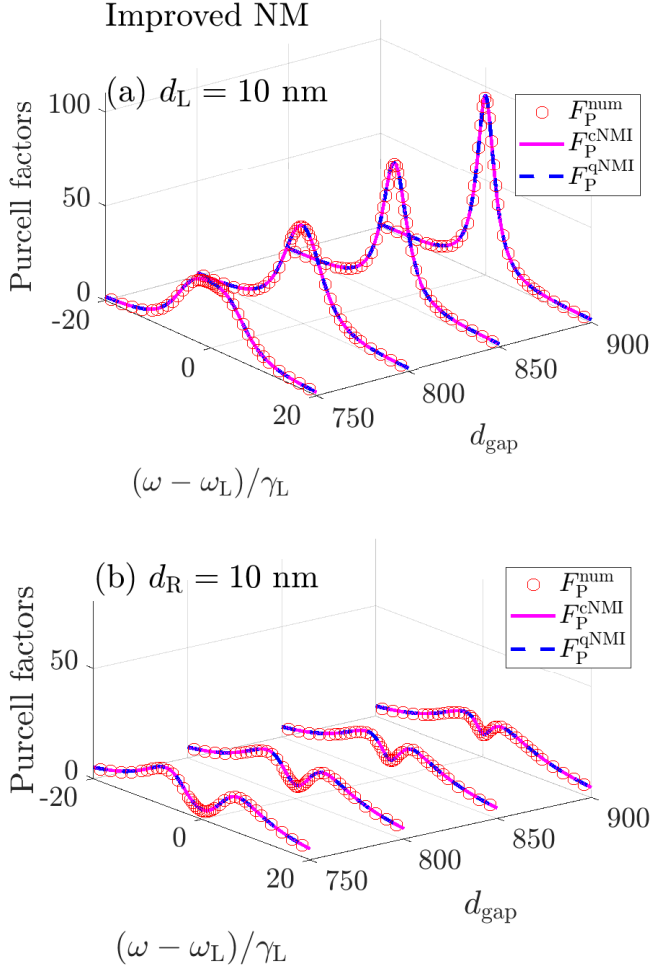 Improved NM
(a) d_L = 10 nm
Purcell factors
100
50
0
-20
0
20
750
800
850
900
d_gap
(ω − ω_L)/γ_L
F_P^num
F_P^cNMI
F_P^qNMI
(b) d_R = 10 nm
Purcell factors
50
0
-20
0
20
750
800
850
900
d_gap
(ω − ω_L)/γ_L
F_P^num
F_P^cNMI
F_P^qNMI